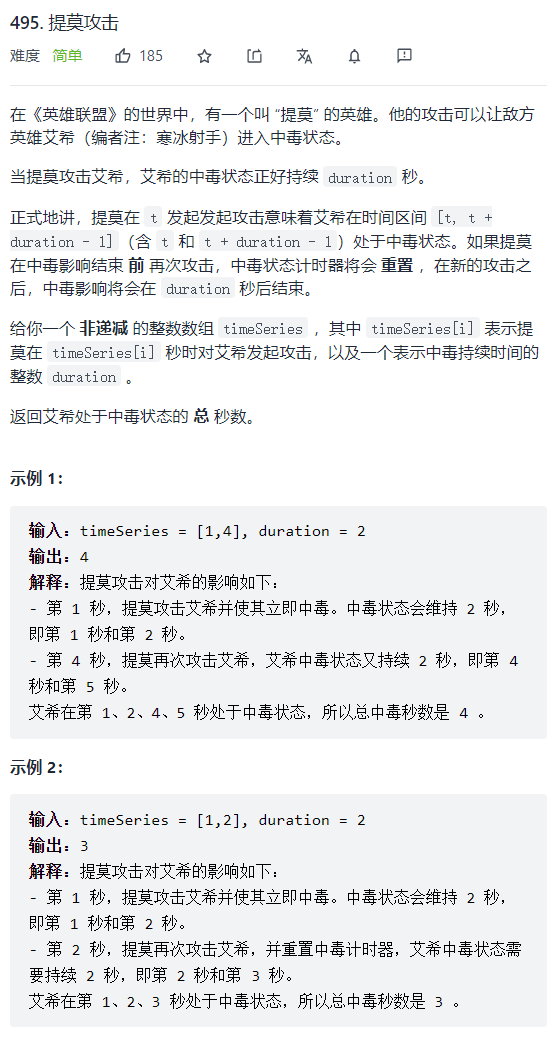 495. 提莫攻击
难度 简单 185
在《英雄联盟》的世界中，有一个叫 “提莫” 的英雄。他的攻击可以让敌方
英雄艾希（编者注：寒冰射手）进入中毒状态。
当提莫攻击艾希，艾希的中毒状态正好持续 duration 秒。
正式地讲，提莫在 t 发起发起攻击意味着艾希在时间区间 [t, t +
duration - 1]（含 t 和 t + duration - 1）处于中毒状态。如果提莫
在中毒影响结束 前 再次攻击，中毒状态计时器将会 重置 ，在新的攻击之
后，中毒影响将会在 duration 秒后结束。
给你一个 非递减 的整数数组 timeSeries ，其中 timeSeries[i] 表示提
莫在 timeSeries[i] 秒时对艾希发起攻击，以及一个表示中毒持续时间的
整数 duration 。
返回艾希处于中毒状态的 总 秒数。
示例 1：
输入：timeSeries = [1,4], duration = 2
输出：4
解释：提莫攻击对艾希的影响如下：
- 第 1 秒，提莫攻击艾希并使其立即中毒。中毒状态会维持 2 秒，
即第 1 秒和第 2 秒。
- 第 4 秒，提莫再次攻击艾希，艾希中毒状态又持续 2 秒，即第 4
秒和第 5 秒。
艾希在第 1、2、4、5 秒处于中毒状态，所以总中毒秒数是 4 。
示例 2：
输入：timeSeries = [1,2], duration = 2
输出：3
解释：提莫攻击对艾希的影响如下：
- 第 1 秒，提莫攻击艾希并使其立即中毒。中毒状态会维持 2 秒，
即第 1 秒和第 2 秒。
- 第 2 秒，提莫再次攻击艾希，并重置中毒计时器，艾希中毒状态需
要持续 2 秒，即第 2 秒和第 3 秒。
艾希在第 1、2、3 秒处于中毒状态，所以总中毒秒数是 3 。